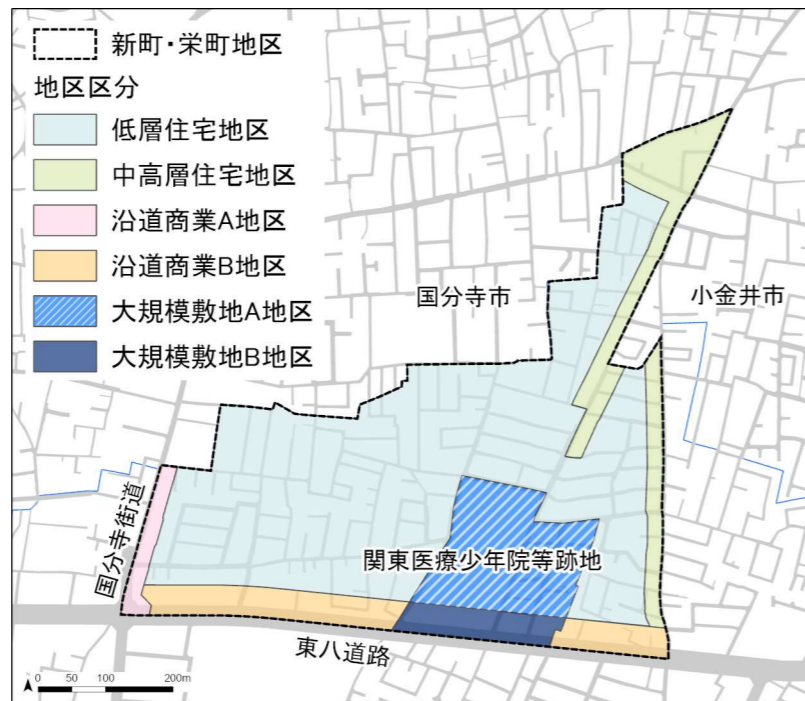 新町・栄町地区
地区区分
低層住宅地区
中高層住宅地区
沿道商業A地区
沿道商業B地区
大規模敷地A地区
大規模敷地B地区
国分寺市
小金井市
国分寺街道
関東医療少年院等跡地
東八道路
0 50 100 200m